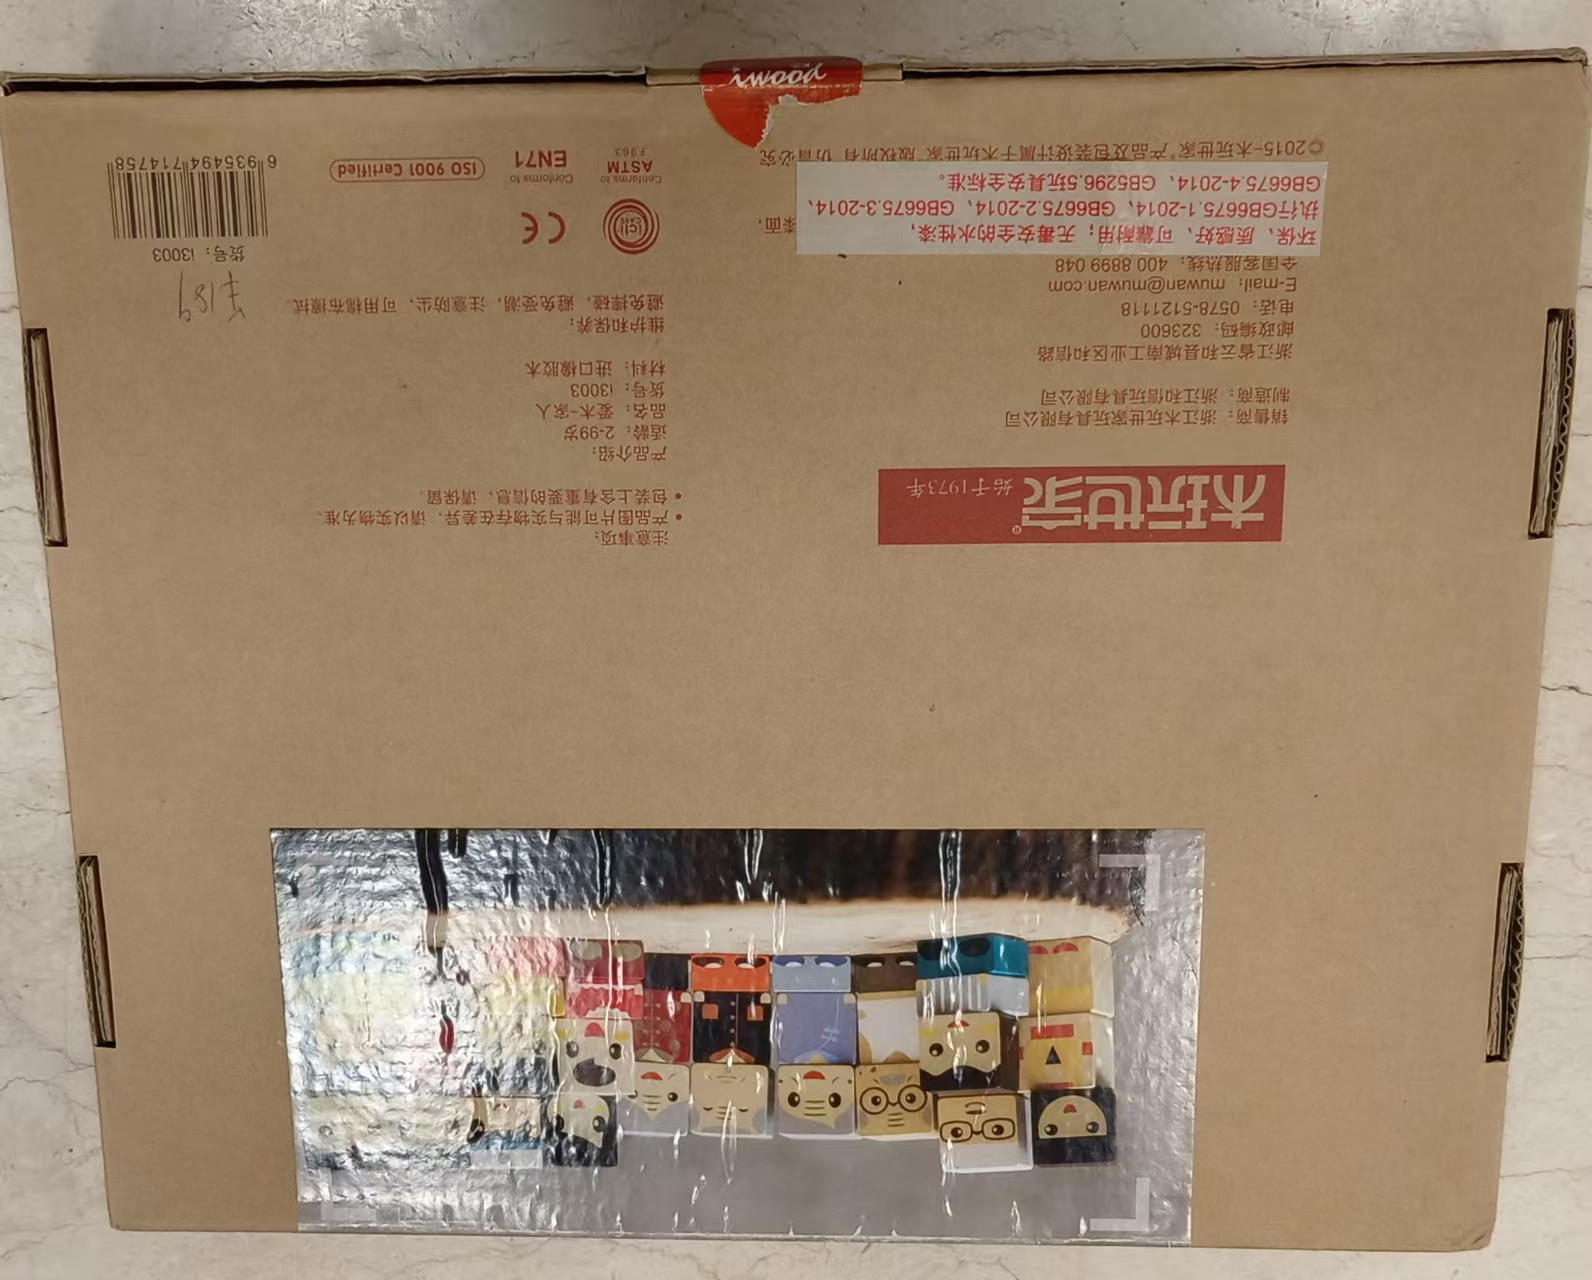 iwood
注意事项:
• 产品图片可能与实物存在差异,请以实物为准。
• 包装上含有重要的信息,请保留。
产品介绍:
适龄: 2-99岁
品名: 爱木-家人
货号: i3003
材料: 进口橡胶木
维护和保养:
避免摔碰,避免受潮,注意防尘,可用棉布擦拭。
CE
ICTI CARE
Conforms to
ASTM
F963
Conforms to
EN71
ISO 9001 Certified
货号: i3003
6 935494 714758
木玩世家®
始于1973年
销售商: 浙江木玩世家玩具有限公司
制造商: 浙江和信玩具有限公司
浙江省云和县城南工业区和信路
邮政编码: 323600
电话: 0578-5121118
E-mail: muwan@muwan.com
全国客服热线: 400 8899 048
环保、质感好、可靠耐用;无毒安全的水性漆,
执行GB6675.1-2014、GB6675.2-2014、GB6675.3-2014、
GB6675.4-2014、GB5296.5玩具安全标准。
©2015-木玩世家®产品及包装设计属于木玩世家 版权所有 仿冒必究